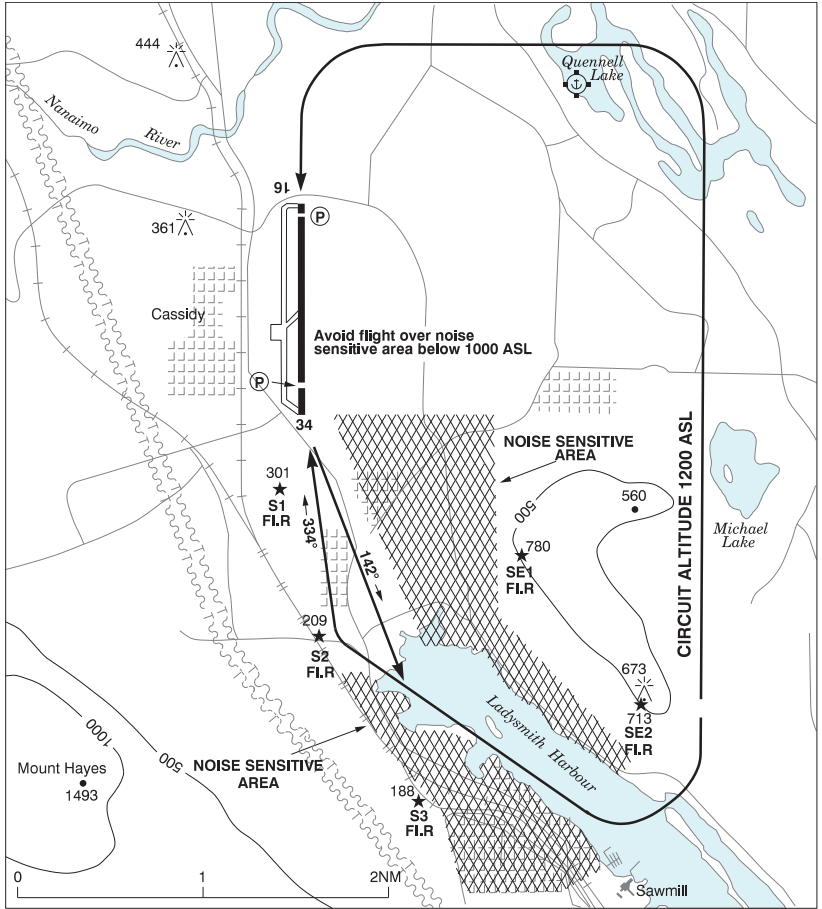 444
Quennell
Lake
Nanaimo
River
16
P
361
Cassidy
Avoid flight over noise
sensitive area below 1000 ASL
P
34
NOISE SENSITIVE
AREA
CIRCUIT ALTITUDE 1200 ASL
301
S1
Fl.R
334°
142°
500
560
Michael
Lake
780
SE1
Fl.R
209
S2
Fl.R
673
713
SE2
Fl.R
Ladysmith Harbour
1000
500
Mount Hayes
1493
NOISE SENSITIVE
AREA
188
S3
Fl.R
0
1
2NM
Sawmill